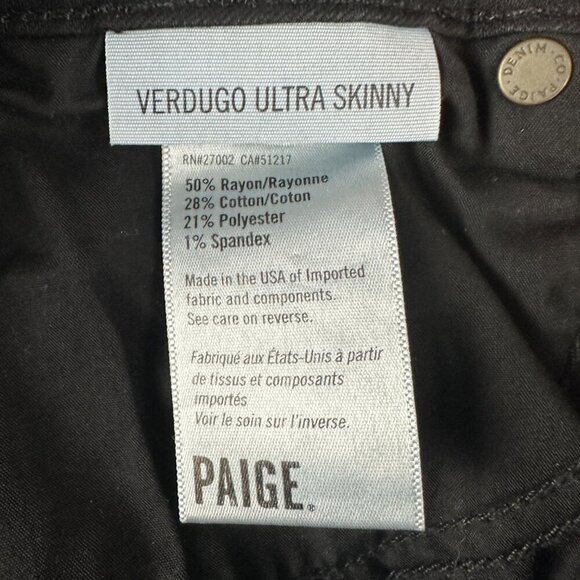 VERDUGO ULTRA SKINNY
DENIM · CO · PAIGE ·
RN#27002 CA#51217
50% Rayon/Rayonne
28% Cotton/Coton
21% Polyester
1% Spandex
Made in the USA of Imported
fabric and components.
See care on reverse.
Fabriqué aux États-Unis à partir
de tissus et composants
importés
Voir le soin sur l'inverse.
PAIGE®